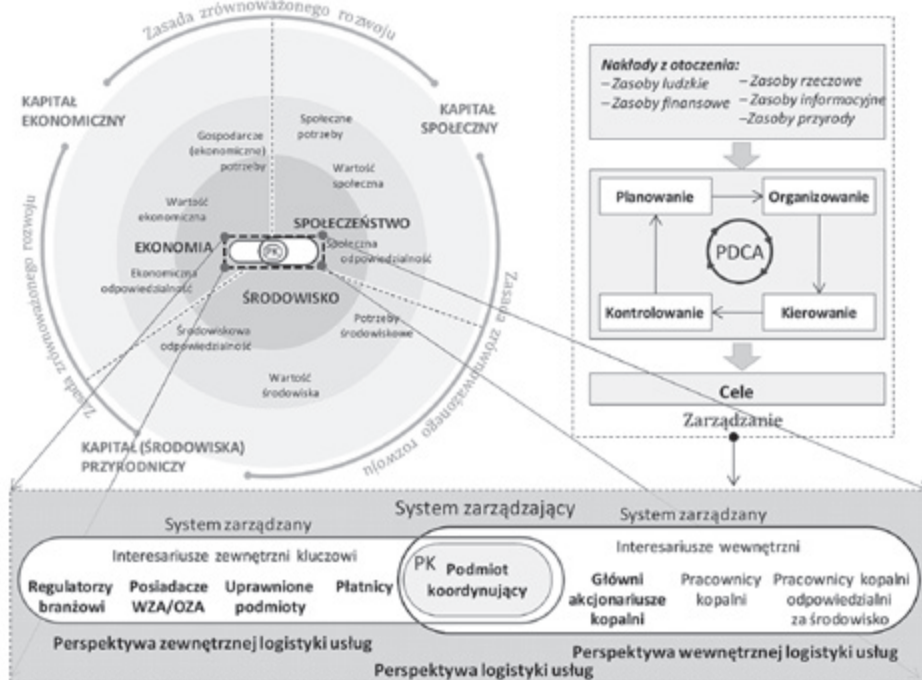 Zasada zrównoważonego rozwoju
KAPITAŁ
EKONOMICZNY
KAPITAŁ
SPOŁECZNY
Gospodarcze
(ekonomiczne)
potrzeby
Społeczne
potrzeby
Wartość
społeczna
Wartość
ekonomiczna
EKONOMIA
SPOŁECZEŃSTWO
PK
Społeczna
odpowiedzialność
Ekonomiczna
odpowiedzialność
ŚRODOWISKO
Środowiskowa
odpowiedzialność
Potrzeby
środowiskowe
Wartość
środowiska
Zasada zrównoważonego rozwoju
Zasada zrównoważonego rozwoju
KAPITAŁ (ŚRODOWISKA)
PRZYRODNICZY
Nakłady z otoczenia:
– Zasoby ludzkie
– Zasoby finansowe
– Zasoby rzeczowe
– Zasoby informacyjne
– Zasoby przyrody
Planowanie
Organizowanie
PDCA
Kontrolowanie
Kierowanie
Cele
Zarządzanie
System zarządzający
System zarządzany
System zarządzany
Interesariusze zewnętrzni kluczowi
Regulatorzy
branżowi
Posiadacze
WZA/OZA
Uprawnione
podmioty
Płatnicy
PK
Podmiot
koordynujący
Interesariusze wewnętrzni
Główni
akcjonariusze
kopalni
Pracownicy
kopalni
Pracownicy kopalni
odpowiedzialni
za środowisko
Perspektywa zewnętrznej logistyki usług
Perspektywa wewnętrznej logistyki usług
Perspektywa logistyki usług